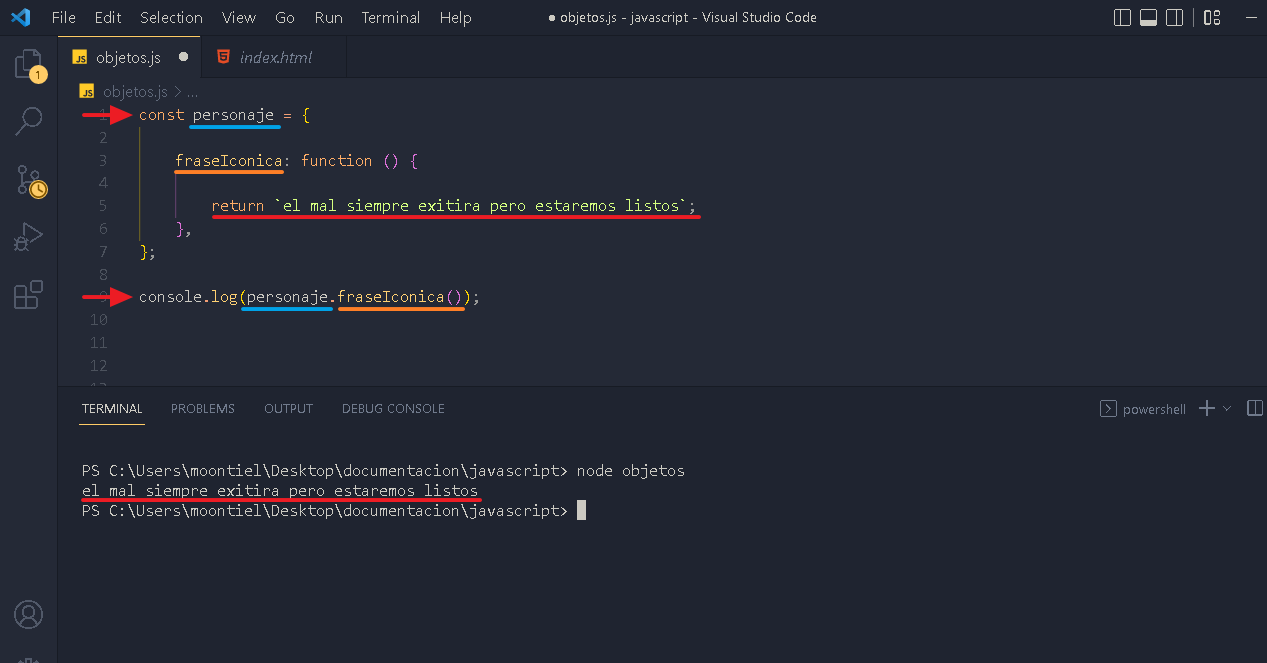 File Edit Selection View Go Run Terminal Help ● objetos.js - javascript - Visual Studio Code
JS objetos.js ● index.html
1
JS objetos.js > ...
1 const personaje = {
2
3 fraseIconica: function () {
4
5 return `el mal siempre exitira pero estaremos listos`;
6 },
7 };
8
9 console.log(personaje.fraseIconica());
10
11
12
13
TERMINAL PROBLEMS OUTPUT DEBUG CONSOLE powershell
PS C:\Users\moontiel\Desktop\documentacion\javascript> node objetos
el mal siempre exitira pero estaremos listos
PS C:\Users\moontiel\Desktop\documentacion\javascript>